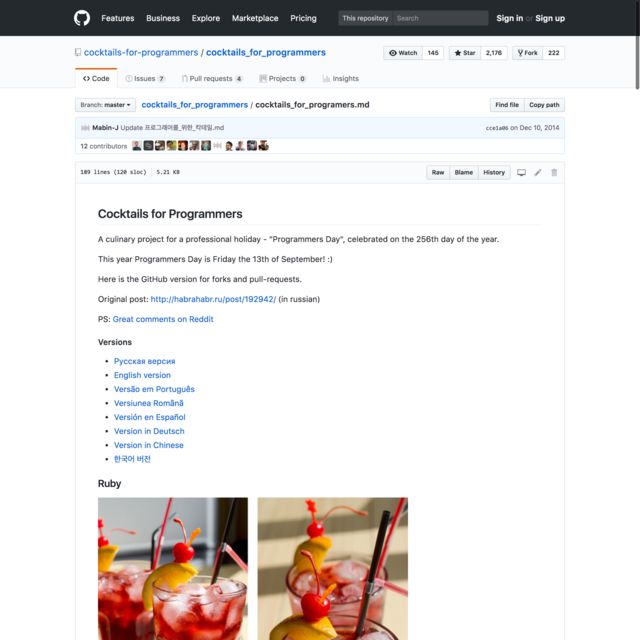 Features Business Explore Marketplace Pricing This repository Search Sign in or Sign up
cocktails-for-programmers / cocktails_for_programmers Watch 145 Star 2,176 Fork 222
Code Issues 7 Pull requests 4 Projects 0 Insights
Branch: master cocktails_for_programmers / cocktails_for_programers.md Find file Copy path
Mabin-J Update 프로그래머를_위한_칵테일.md cce1a06 on Dec 10, 2014
12 contributors
189 lines (120 sloc) 5.21 KB Raw Blame History
Cocktails for Programmers
A culinary project for a professional holiday - "Programmers Day", celebrated on the 256th day of the year.
This year Programmers Day is Friday the 13th of September! :)
Here is the GitHub version for forks and pull-requests.
Original post: http://habrahabr.ru/post/192942/ (in russian)
PS: Great comments on Reddit
Versions
Русская версия
English version
Versão em Português
Versiunea Română
Versión en Español
Version in Deutsch
Version in Chinese
한국어 버전
Ruby